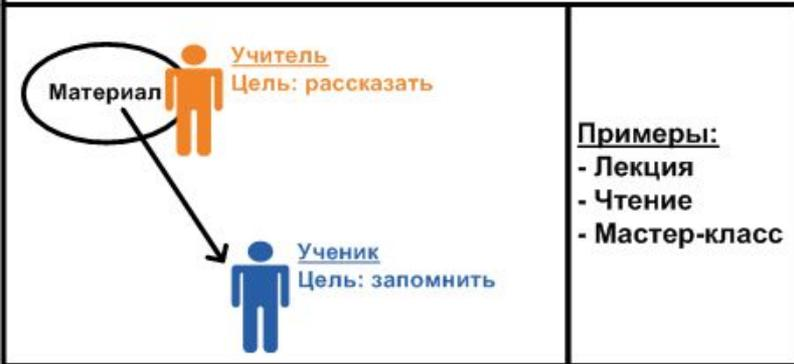 Материал
Учитель
Цель: рассказать
Ученик
Цель: запомнить
Примеры:
- Лекция
- Чтение
- Мастер-класс